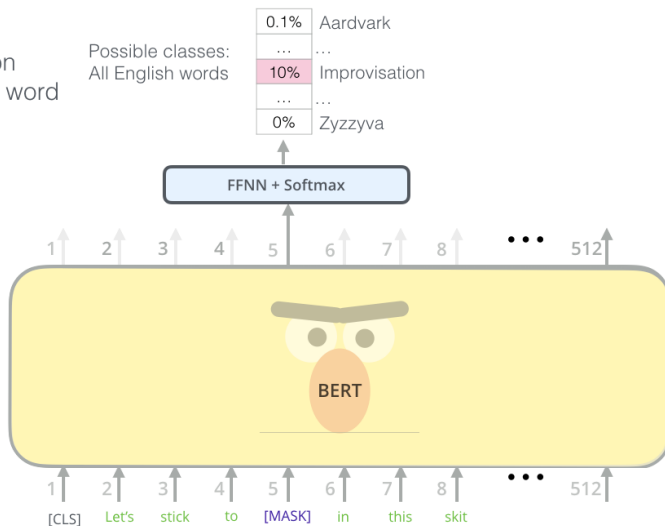 0.1% Aardvark
Possible classes: ... ...
All English words 10% Improvisation
on
word ... ...
0% Zyzzyva
FFNN + Softmax
1 2 3 4 5 6 7 8 ... 512
BERT
1 2 3 4 5 6 7 8 ... 512
[CLS] Let's stick to [MASK] in this skit